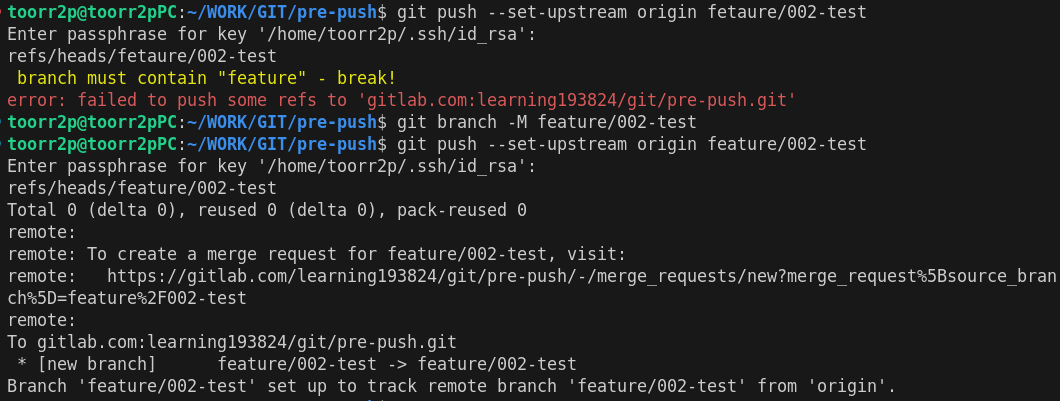 toorr2p@toorr2pPC:~/WORK/GIT/pre-push$ git push --set-upstream origin fetaure/002-test
Enter passphrase for key '/home/toorr2p/.ssh/id_rsa':
refs/heads/fetaure/002-test
 branch must contain "feature" - break!
error: failed to push some refs to 'gitlab.com:learning193824/git/pre-push.git'
toorr2p@toorr2pPC:~/WORK/GIT/pre-push$ git branch -M feature/002-test
toorr2p@toorr2pPC:~/WORK/GIT/pre-push$ git push --set-upstream origin feature/002-test
Enter passphrase for key '/home/toorr2p/.ssh/id_rsa':
refs/heads/feature/002-test
Total 0 (delta 0), reused 0 (delta 0), pack-reused 0
remote:
remote: To create a merge request for feature/002-test, visit:
remote:   https://gitlab.com/learning193824/git/pre-push/-/merge_requests/new?merge_request%5Bsource_bran
ch%5D=feature%2F002-test
remote:
To gitlab.com:learning193824/git/pre-push.git
 * [new branch]      feature/002-test -> feature/002-test
Branch 'feature/002-test' set up to track remote branch 'feature/002-test' from 'origin'.